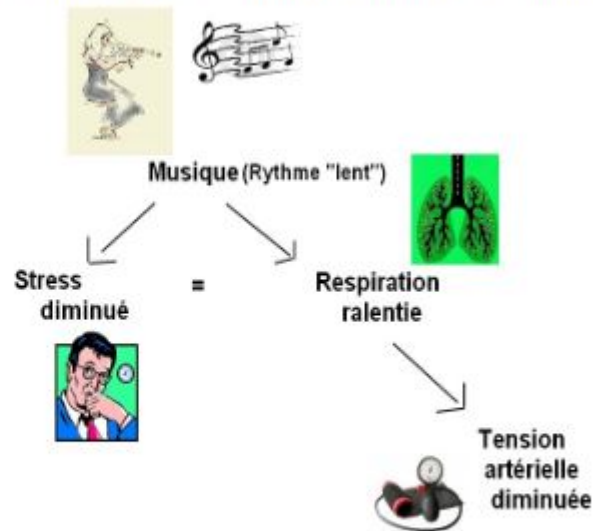 Musique (Rythme "lent")
Stress
diminué
=
Respiration
ralentie
Tension
artérielle
diminuée